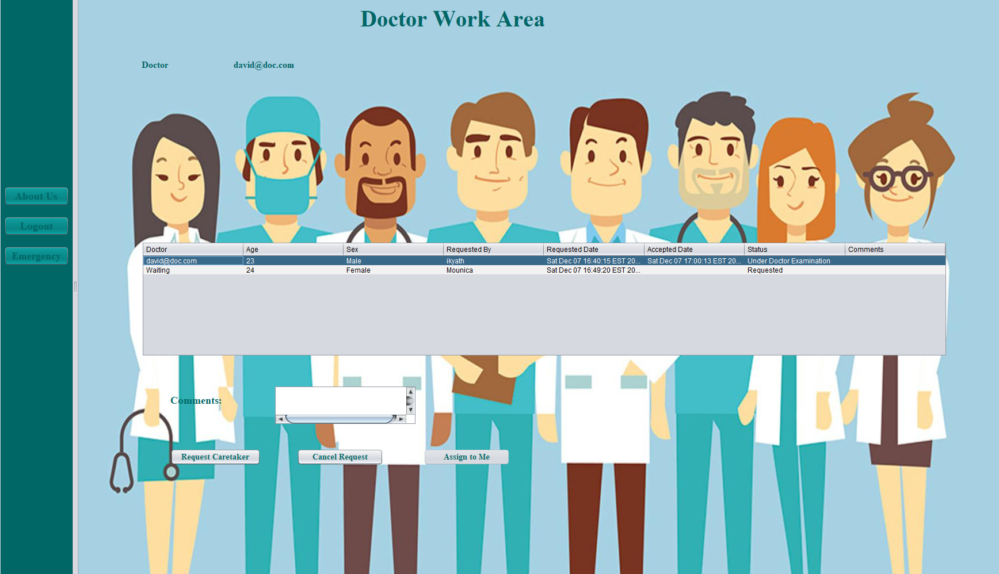 Doctor Work Area
Doctor david@doc.com
About Us
Logout
Emergency
Doctor Age Sex Requested By Requested Date Accepted Date Status Comments
david@doc.com 23 Male ikyath Sat Dec 07 16:40:15 EST 20... Sat Dec 07 17:00:13 EST 20... Under Doctor Examination
Waiting 24 Female Mounica Sat Dec 07 16:49:20 EST 20... Requested
Comments:
Request Caretaker Cancel Request Assign to Me